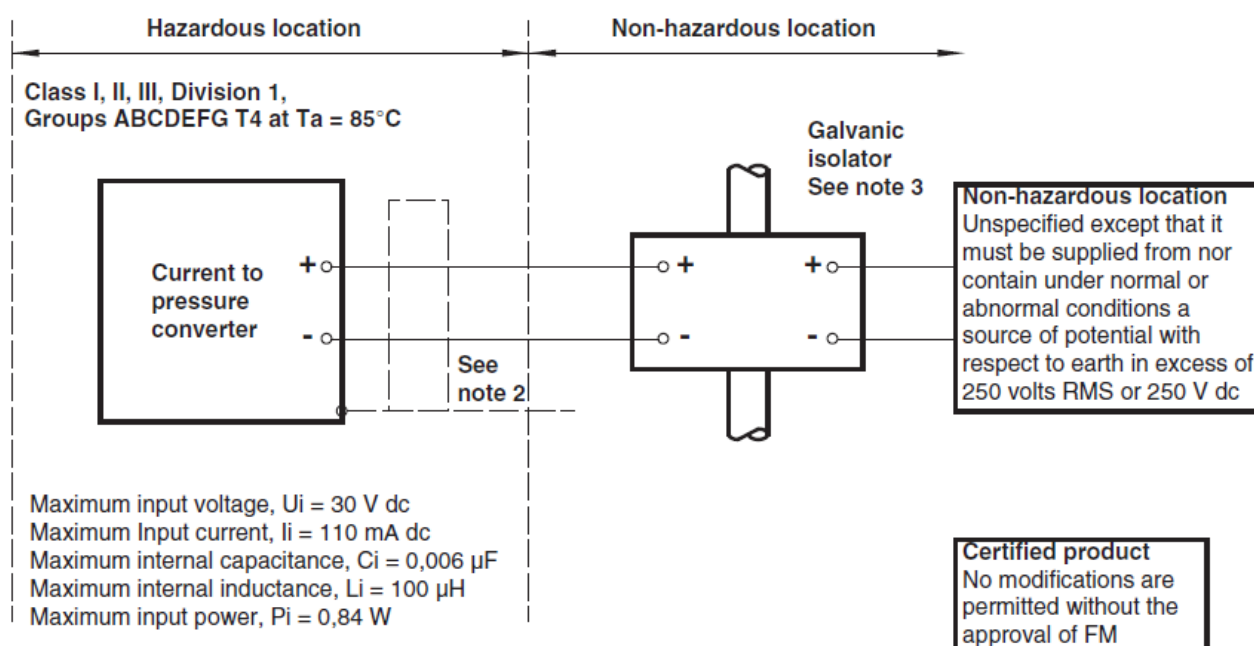 Hazardous location
Non-hazardous location
Class I, II, III, Division 1,
Groups ABCDEFG T4 at Ta = 85°C
Galvanic
isolator
See note 3
Current to
pressure
converter
+
-
See
note 2
+
-
+
-
Non-hazardous location
Unspecified except that it
must be supplied from nor
contain under normal or
abnormal conditions a
source of potential with
respect to earth in excess of
250 volts RMS or 250 V dc
Maximum input voltage, Ui = 30 V dc
Maximum Input current, Ii = 110 mA dc
Maximum internal capacitance, Ci = 0,006 µF
Maximum internal inductance, Li = 100 µH
Maximum input power, Pi = 0,84 W
Certified product
No modifications are
permitted without the
approval of FM